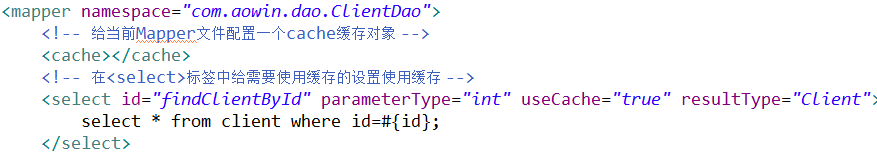 <mapper namespace="com.aowin.dao.ClientDao">
<!-- 给当前Mapper文件配置一个cache缓存对象 -->
<cache></cache>
<!-- 在<select>标签中给需要使用缓存的设置使用缓存 -->
<select id="findClientById" parameterType="int" useCache="true" resultType="Client">
select * from client where id=#{id};
</select>